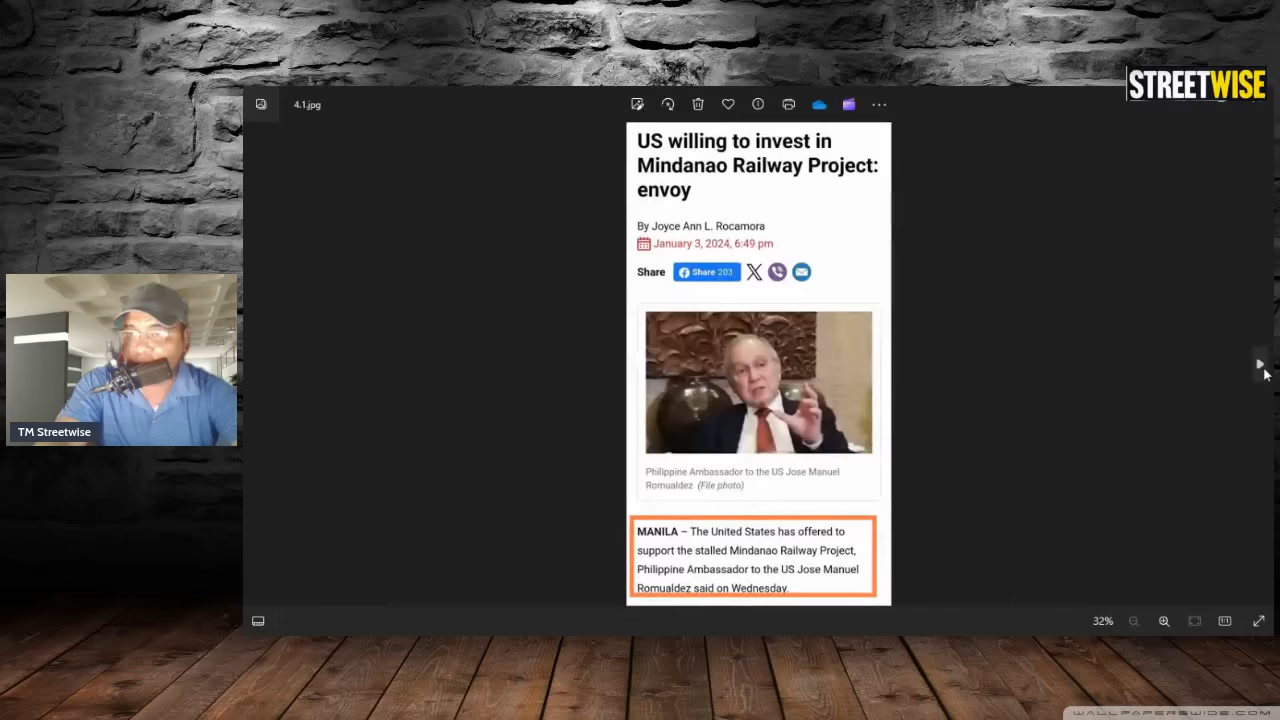 STREETWISE
4.1.jpg
US willing to invest in
Mindanao Railway Project:
envoy
By Joyce Ann L. Rocamora
January 3, 2024, 6:49 pm
Share
Share 203
Philippine Ambassador to the US Jose Manuel
Romualdez (File photo)
MANILA – The United States has offered to
support the stalled Mindanao Railway Project,
Philippine Ambassador to the US Jose Manuel
Romualdez said on Wednesday.
TM Streetwise
32%
WALLPAPERSWIDE.COM